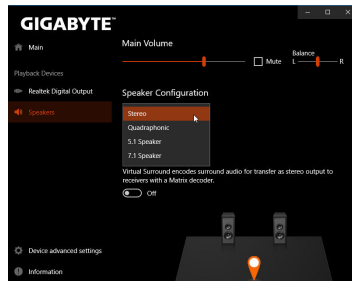 GIGABYTE™
Main
Main Volume
Mute
Balance
L
R
Playback Devices
Realtek Digital Output
Speakers
Speaker Configuration
Stereo
Quadraphonic
5.1 Speaker
7.1 Speaker
Virtual Surround encodes surround audio for transfer as stereo output to
receivers with a Matrix decoder.
Off
Device advanced settings
Information